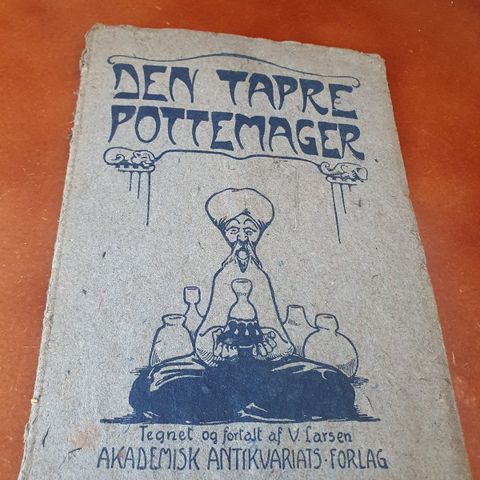 DEN TAPRE
POTTEMAGER
Tegnet og fortalt af V. Larsen
AKADEMISK ANTIKVARIATS · FORLAG